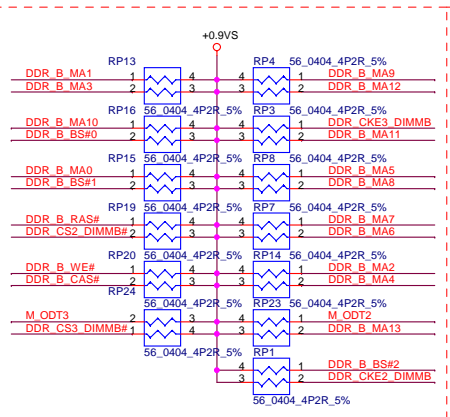 +0.9VS
RP13 RP4 56_0404_4P2R_5%
DDR_B_MA1 1 4 4 1 DDR_B_MA9
DDR_B_MA3 2 3 3 2 DDR_B_MA12
RP16 56_0404_4P2R_5% RP3 56_0404_4P2R_5%
DDR_B_MA10 1 4 4 1 DDR_CKE3_DIMMB
DDR_B_BS#0 2 3 3 2 DDR_B_MA11
RP15 56_0404_4P2R_5% RP8 56_0404_4P2R_5%
DDR_B_MA0 1 4 4 1 DDR_B_MA5
DDR_B_BS#1 2 3 3 2 DDR_B_MA8
RP19 56_0404_4P2R_5% RP7 56_0404_4P2R_5%
DDR_B_RAS# 1 4 4 1 DDR_B_MA7
DDR_CS2_DIMMB# 2 3 3 2 DDR_B_MA6
RP20 56_0404_4P2R_5% RP14 56_0404_4P2R_5%
DDR_B_WE# 1 4 4 1 DDR_B_MA2
DDR_B_CAS# 2 3 3 2 DDR_B_MA4
RP24 56_0404_4P2R_5% RP23 56_0404_4P2R_5%
M_ODT3 2 3 4 1 M_ODT2
DDR_CS3_DIMMB# 1 4 3 2 DDR_B_MA13
56_0404_4P2R_5% RP1 56_0404_4P2R_5%
4 1 DDR_B_BS#2
3 2 DDR_CKE2_DIMMB
56_0404_4P2R_5%